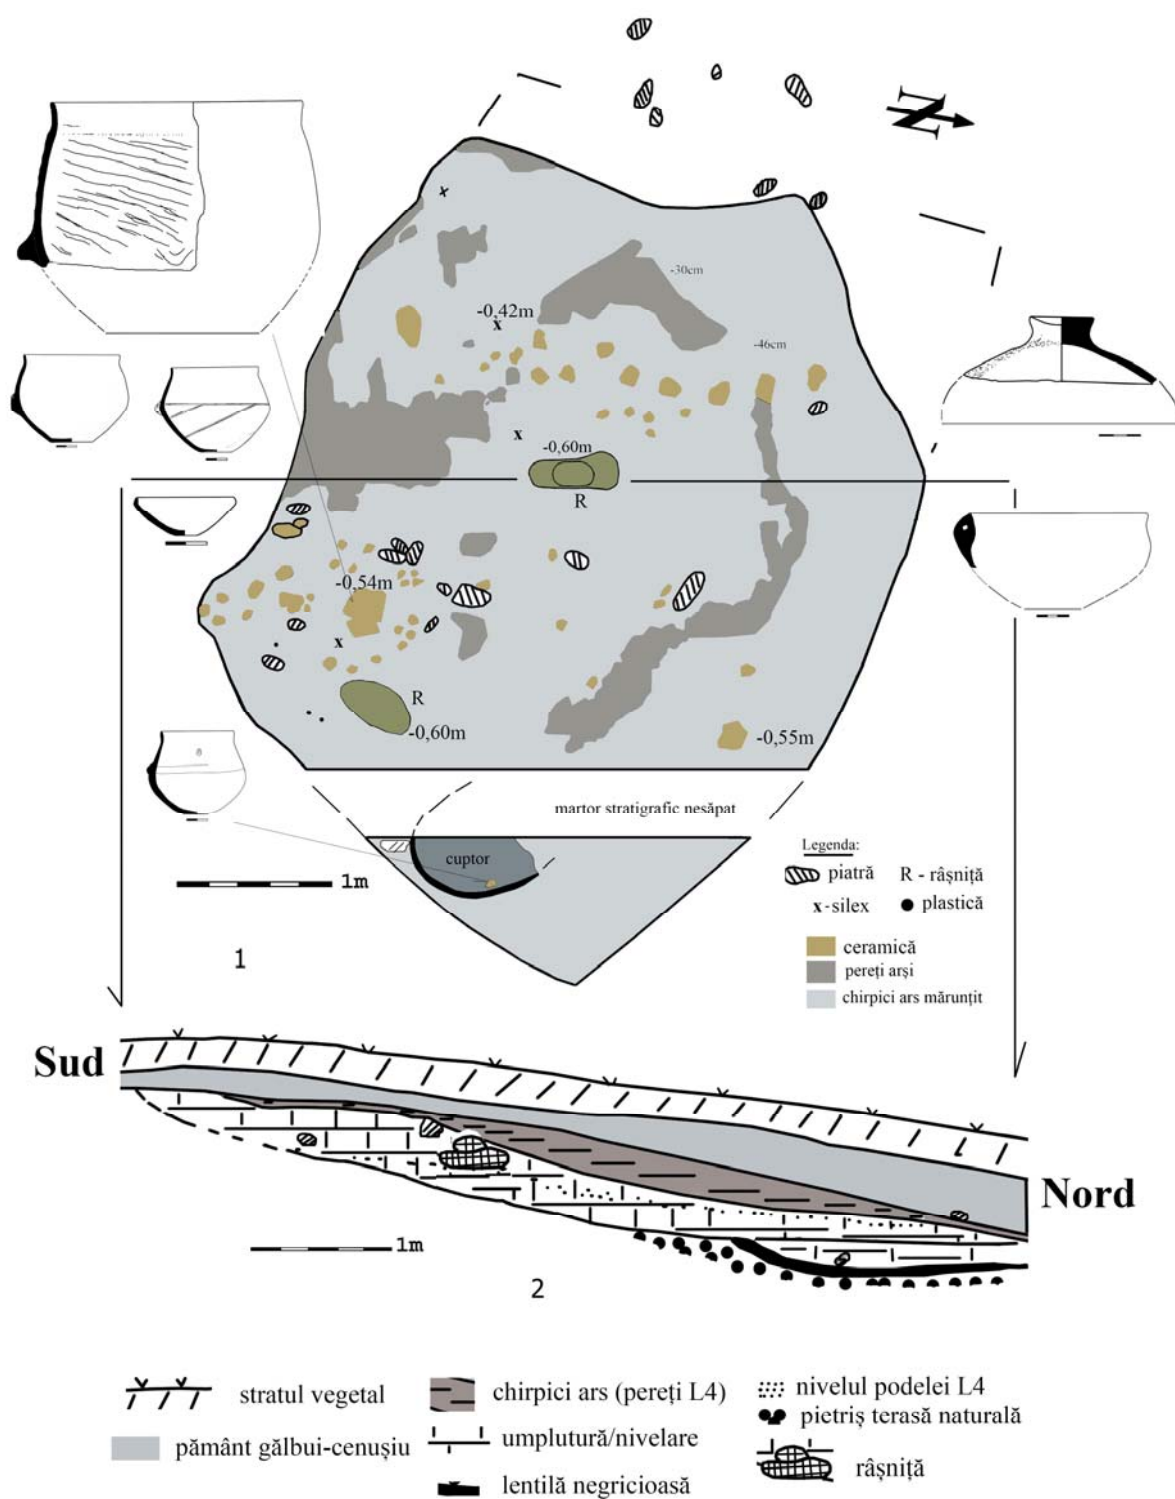 N
-30cm
-0,42m
x
x
-46cm
x
-0,60m
R
-0,54m
x
R
-0,60m
-0,55m
martor stratigrafic nesăpat
cuptor
1m
1
Legenda:
piatră
R - râșniță
x-silex
plastică
ceramică
pereți arși
chirpici ars mărunțit
Sud
Nord
1m
2
stratul vegetal
chirpici ars (pereți L4)
nivelul podelei L4
pietriș terasă naturală
pământ gălbui-cenușiu
umplutură/nivelare
râșniță
lentilă negricioasă